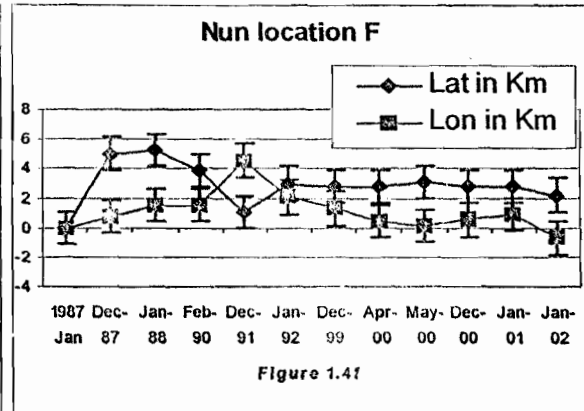 Nun location F
Lat in Km
Lon in Km
8
6
4
2
0
-2
-4
1987 Dec- Jan- Feb- Dec- Jan- Dec- Apr- May- Dec- Jan- Jan-
Jan 87 88 90 91 92 99 00 00 00 01 02
Figure 1.4f